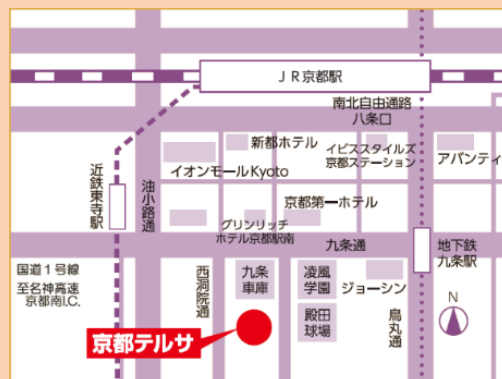 JR京都駅
南北自由通路
八条口
新都ホテル
イビススタイルズ
京都ステーション
アバンティ
イオンモールKyoto
近鉄東寺駅
油小路通
京都第一ホテル
グリンリッチ
ホテル京都駅南
九条通
地下鉄
九条駅
国道1号線
至名神高速
京都南I.C.
西洞院通
九条
車庫
凌風
学園
ジョーシン
殿田
球場
烏丸通
N
京都テルサ